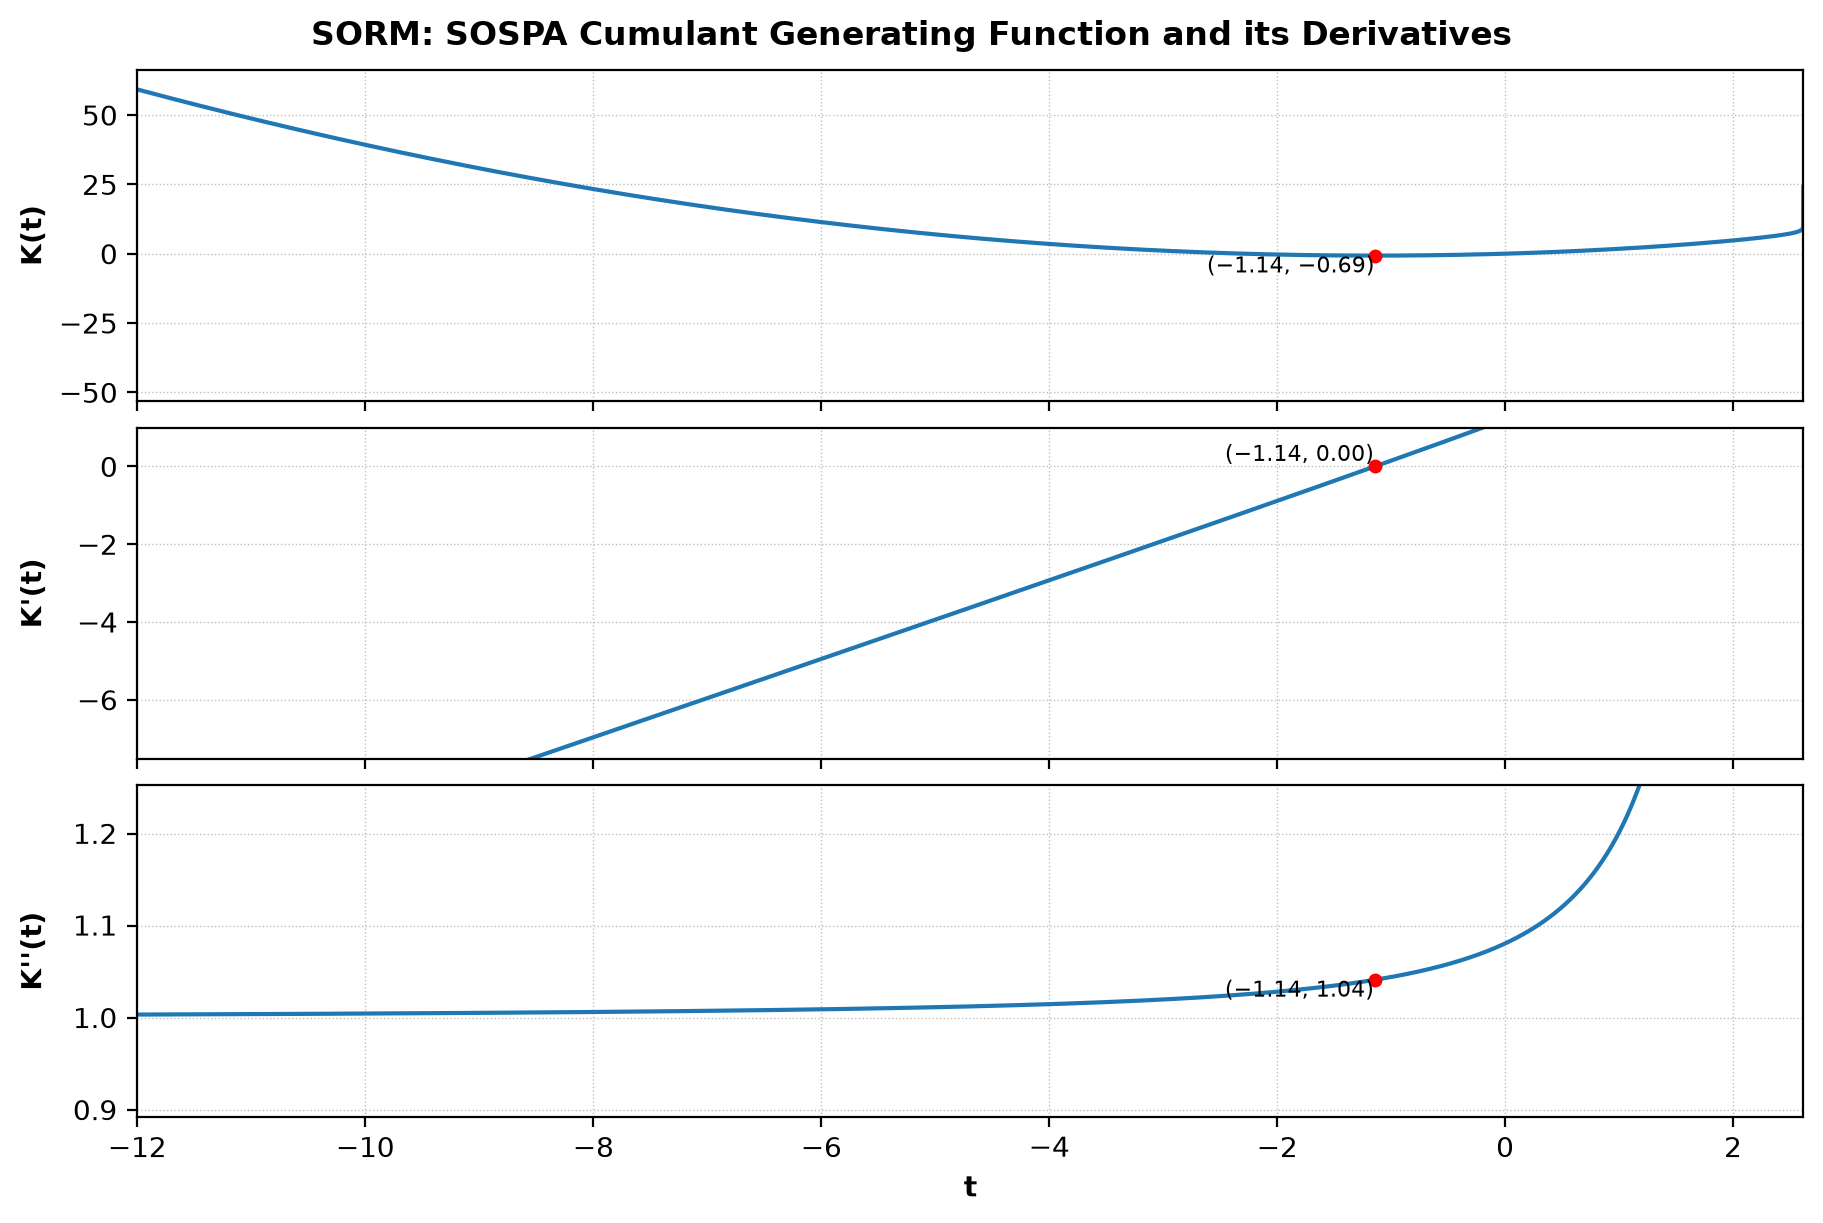 SORM: SOSPA Cumulant Generating Function and its Derivatives
K(t)
50
25
0
−25
−50
(−1.14, −0.69)
K'(t)
0
−2
−4
−6
(−1.14, 0.00)
K''(t)
1.2
1.1
1.0
0.9
(−1.14, 1.04)
−12 −10 −8 −6 −4 −2 0 2
t